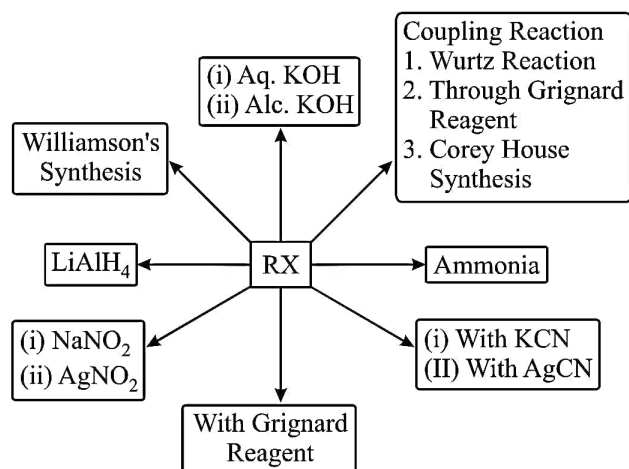 Coupling Reaction
1. Wurtz Reaction
2. Through Grignard
Reagent
3. Corey House
Synthesis
(i) Aq. KOH
(ii) Alc. KOH
Williamson's
Synthesis
LiAlH₄
RX
Ammonia
(i) NaNO₂
(ii) AgNO₂
(i) With KCN
(II) With AgCN
With Grignard
Reagent